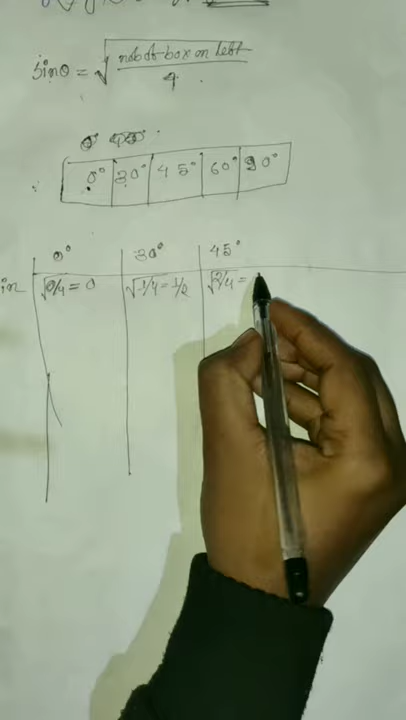 sinθ = √no of box on left / 4
0° 30° 45° 60° 90°
0° 30° 45°
in √0/4 = 0 √1/4 = 1/2 √2/4 =